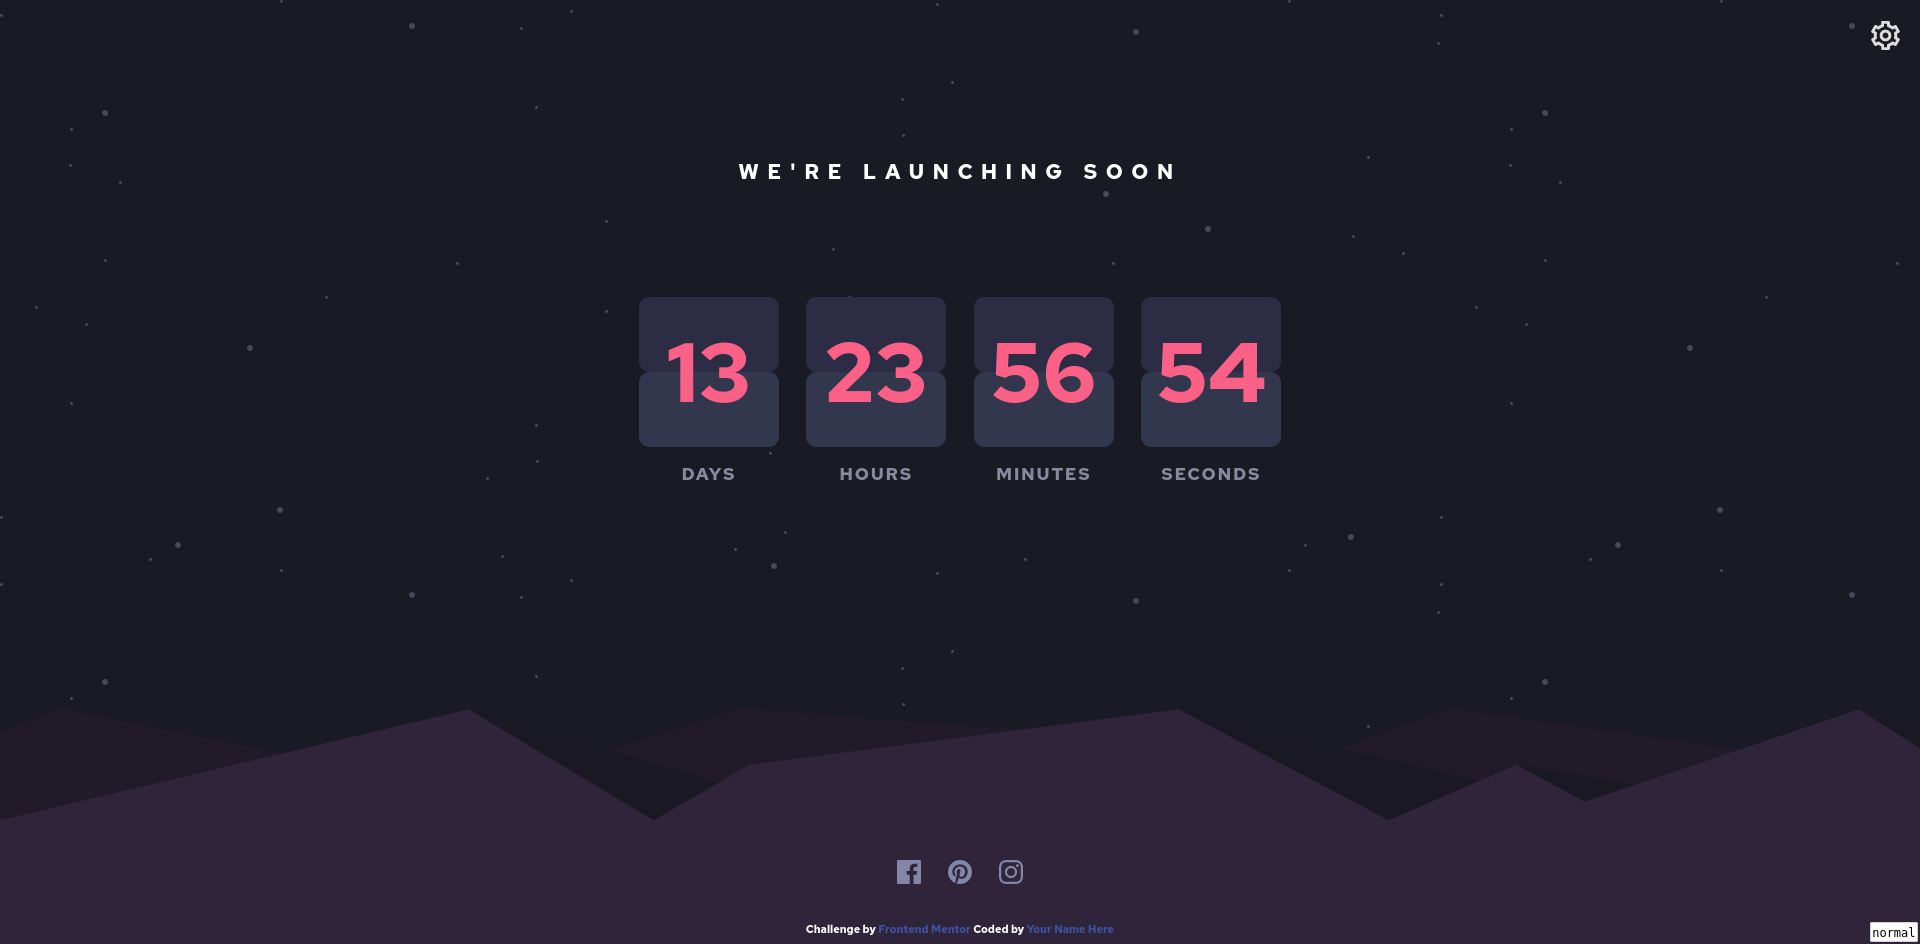 WE'RE LAUNCHING SOON
13 23 56 54
DAYS HOURS MINUTES SECONDS
Challenge by Frontend Mentor Coded by Your Name Here
normal